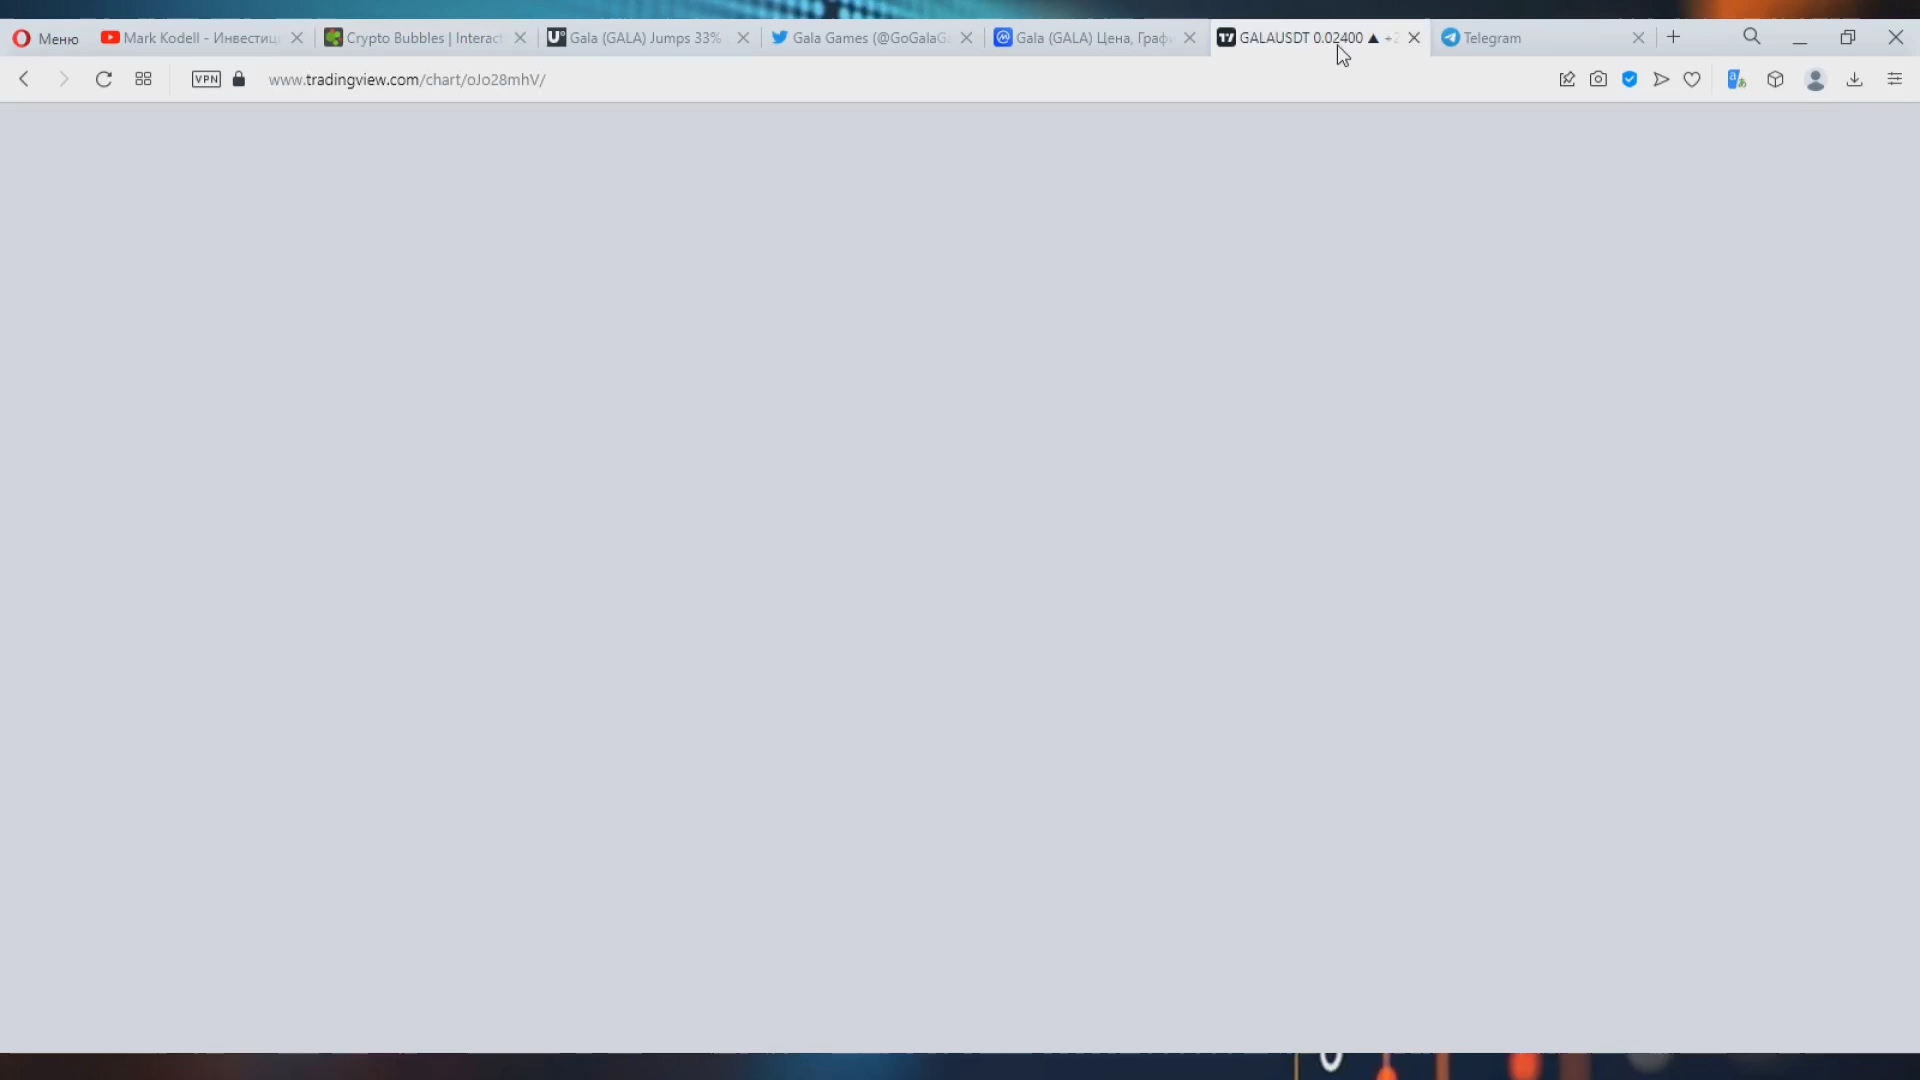 Меню
Mark Kodell - Инвестиц
Crypto Bubbles | Interact
Gala (GALA) Jumps 33%
Gala Games (@GoGalaG
Gala (GALA) Цена, Граф
GALAUSDT 0.02400 ▲ +2
Telegram
VPN
www.tradingview.com/chart/oJo28mhV/